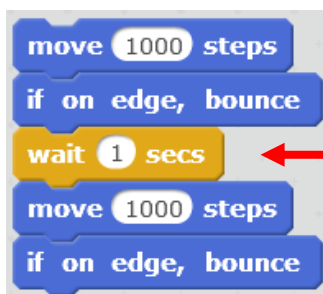 move 1000 steps
if on edge, bounce
wait 1 secs
move 1000 steps
if on edge, bounce